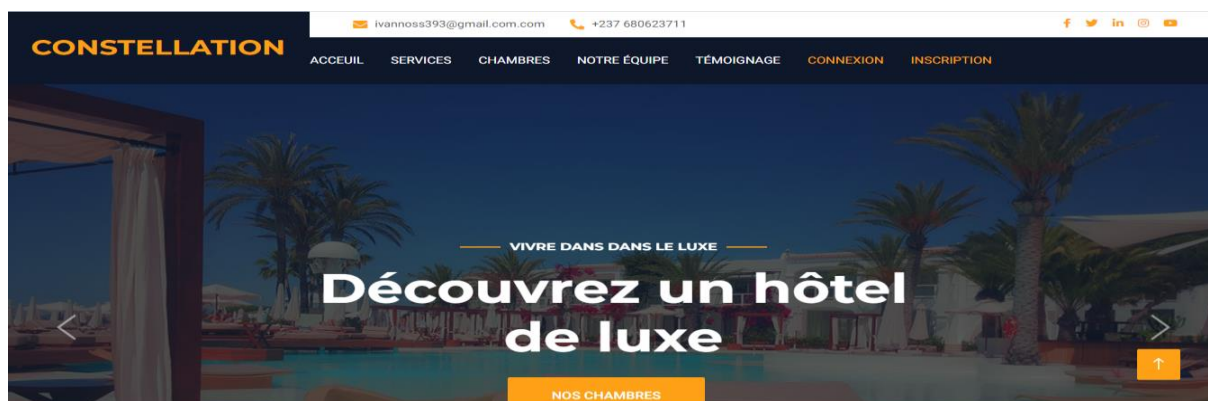 ivannoss393@gmail.com.com +237 680623711
CONSTELLATION
ACCEUIL SERVICES CHAMBRES NOTRE ÉQUIPE TÉMOIGNAGE CONNEXION INSCRIPTION
VIVRE DANS DANS LE LUXE
Découvrez un hôtel
de luxe
NOS CHAMBRES